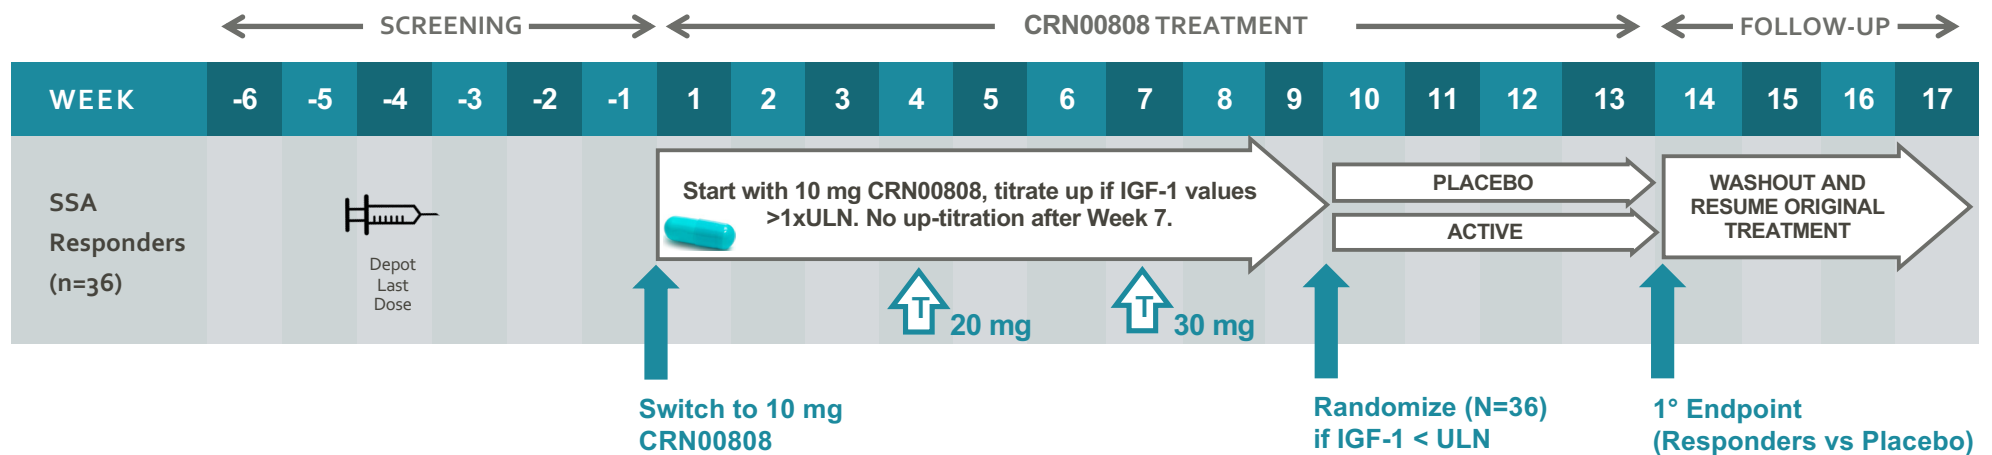 SCREENING CRN00808 TREATMENT FOLLOW-UP
WEEK -6 -5 -4 -3 -2 -1 1 2 3 4 5 6 7 8 9 10 11 12 13 14 15 16 17
SSA
Responders
(n=36)
Depot
Last
Dose
Start with 10 mg CRN00808, titrate up if IGF-1 values
>1xULN. No up-titration after Week 7.
PLACEBO
ACTIVE
WASHOUT AND
RESUME ORIGINAL
TREATMENT
T 20 mg
T 30 mg
Switch to 10 mg
CRN00808
Randomize (N=36)
if IGF-1 < ULN
1° Endpoint
(Responders vs Placebo)